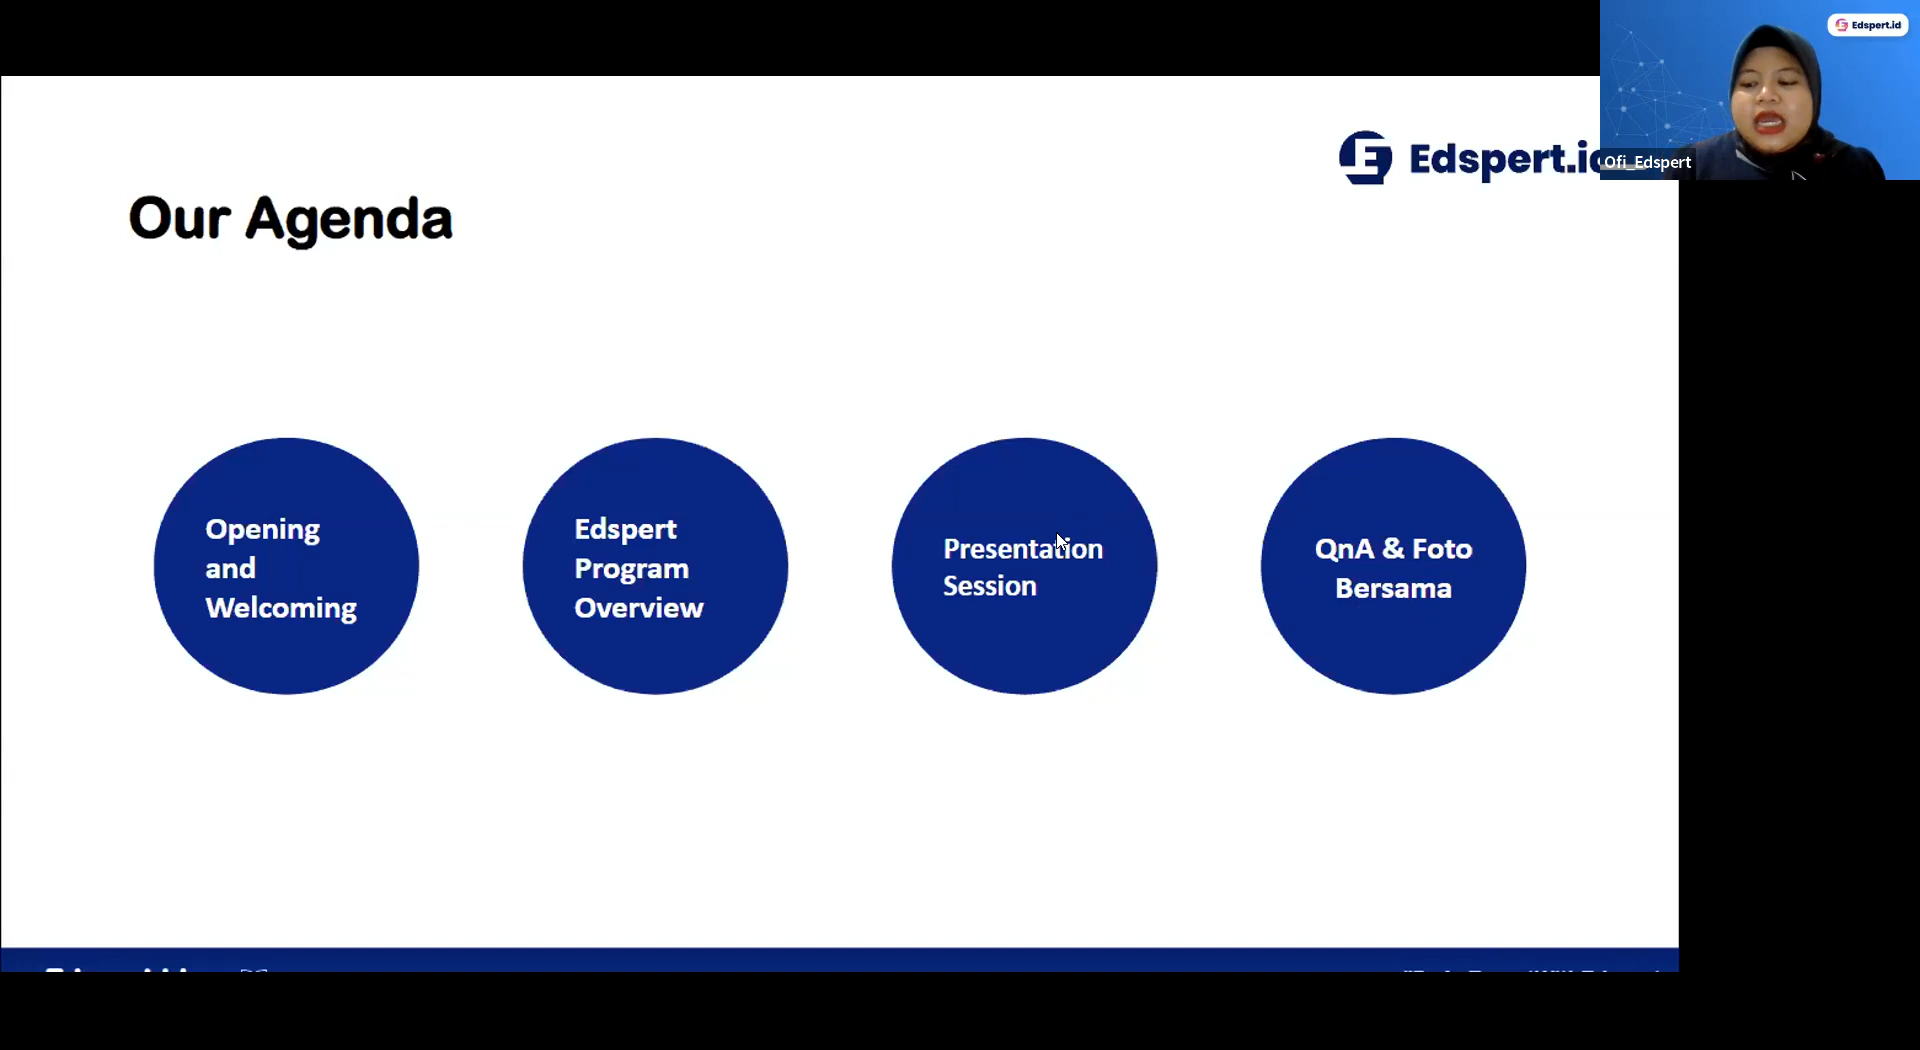 Edspert.id
Edspert.id
Ofi_Edspert
Our Agenda
Opening
and
Welcoming
Edspert
Program
Overview
Presentation
Session
QnA & Foto
Bersama